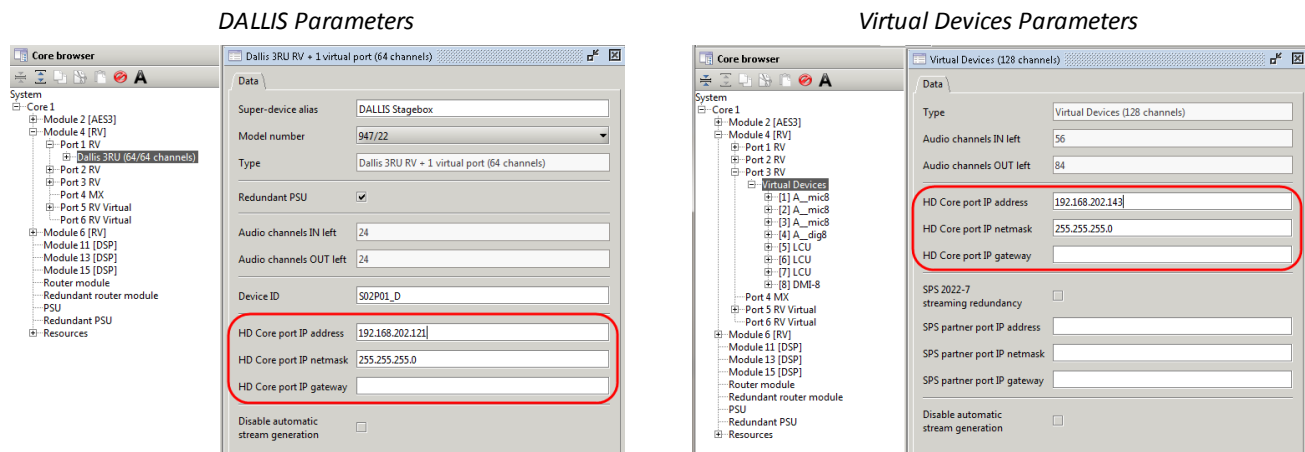 DALLIS Parameters
Core browser
System
Core 1
Module 2 [AES3]
Module 4 [RV]
Port 1 RV
Dallis 3RU (64/64 channels)
Port 2 RV
Port 3 RV
Port 4 MX
Port 5 RV Virtual
Port 6 RV Virtual
Module 6 [RV]
Module 11 [DSP]
Module 13 [DSP]
Module 15 [DSP]
Router module
Redundant router module
PSU
Redundant PSU
Resources
Dallis 3RU RV + 1 virtual port (64 channels)
Data
Super-device alias DALLIS Stagebox
Model number 947/22
Type Dallis 3RU RV + 1 virtual port (64 channels)
Redundant PSU
Audio channels IN left 24
Audio channels OUT left 24
Device ID S02P01_D
HD Core port IP address 192.168.202.121
HD Core port IP netmask 255.255.255.0
HD Core port IP gateway
Disable automatic
stream generation
Virtual Devices Parameters
Core browser
System
Core 1
Module 2 [AES3]
Module 4 [RV]
Port 1 RV
Port 2 RV
Port 3 RV
Virtual Devices
[1] A__mic8
[2] A__mic8
[3] A__mic8
[4] A__dig8
[5] LCU
[6] LCU
[7] LCU
[8] DMI-8
Port 4 MX
Port 5 RV Virtual
Port 6 RV Virtual
Module 6 [RV]
Module 11 [DSP]
Module 13 [DSP]
Module 15 [DSP]
Router module
Redundant router module
PSU
Redundant PSU
Resources
Virtual Devices (128 channels)
Data
Type Virtual Devices (128 channels)
Audio channels IN left 56
Audio channels OUT left 84
HD Core port IP address 192.168.202.143
HD Core port IP netmask 255.255.255.0
HD Core port IP gateway
SPS 2022-7
streaming redundancy
SPS partner port IP address
SPS partner port IP netmask
SPS partner port IP gateway
Disable automatic
stream generation